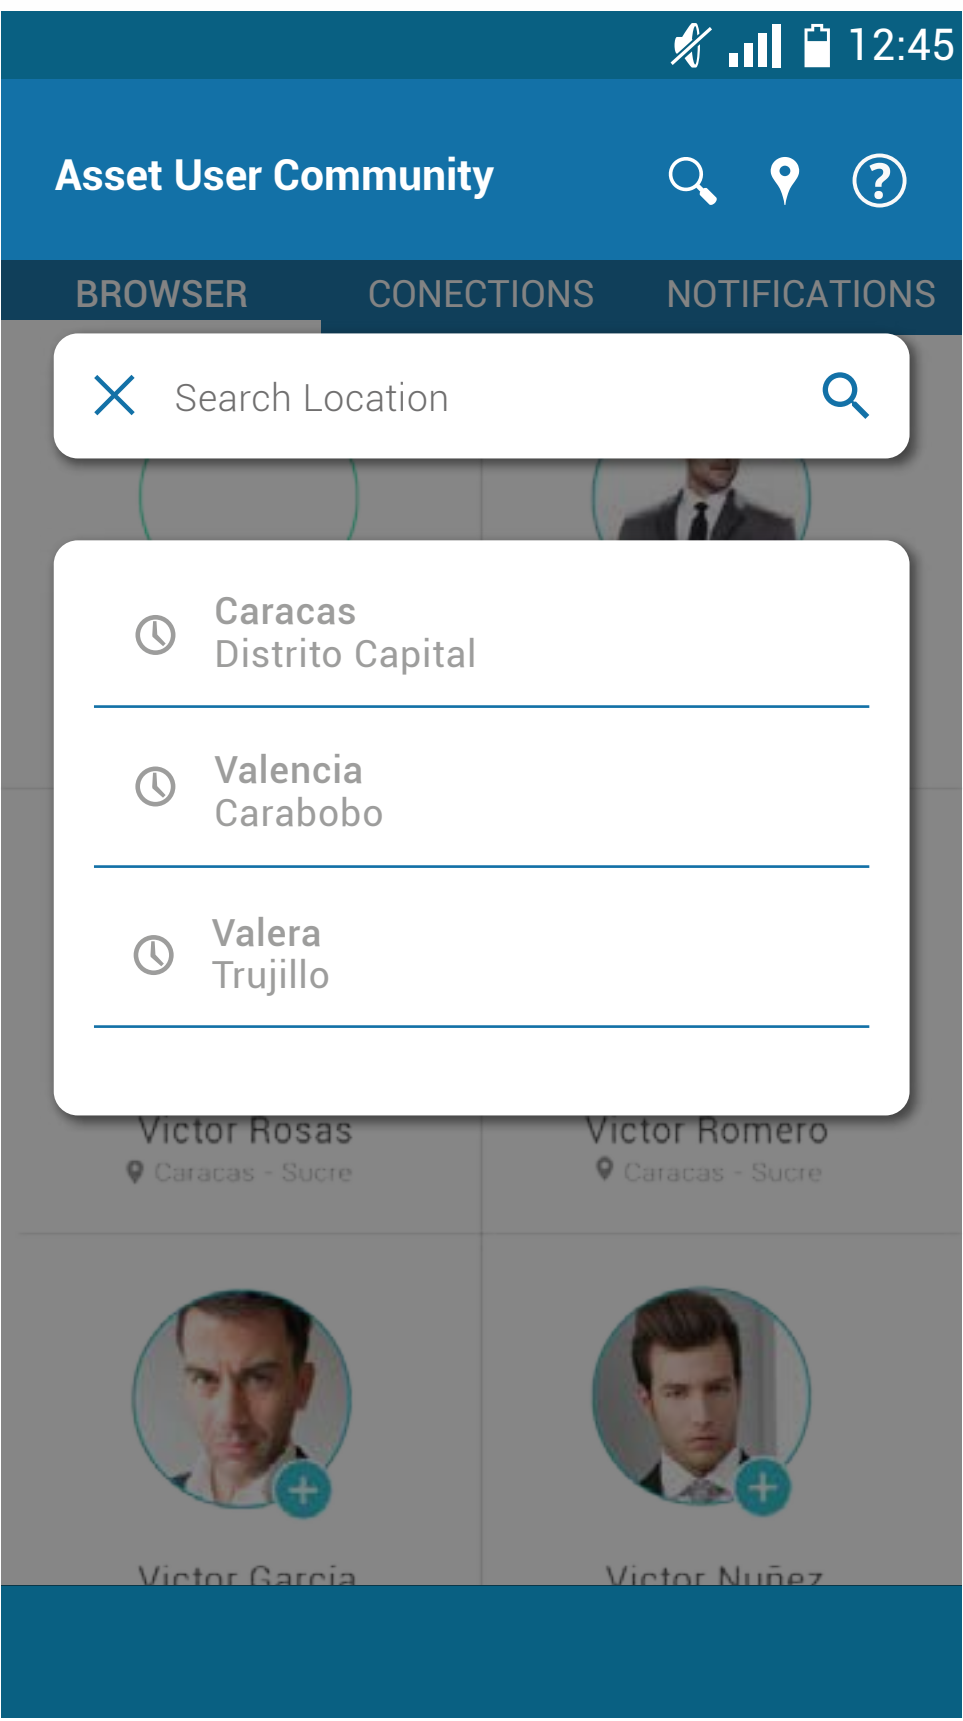 12:45
Asset User Community
BROWSER CONECTIONS NOTIFICATIONS
Search Location
Caracas
Distrito Capital
Valencia
Carabobo
Valera
Trujillo
Victor Rosas Victor Romero
Caracas - Sucre Caracas - Sucre
Victor Garcia Victor Nuñez